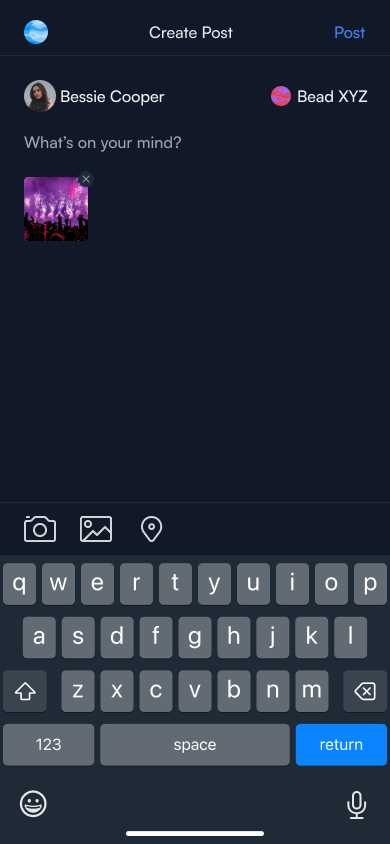 Create Post
Post
Bessie Cooper
Bead XYZ
What's on your mind?
q w e r t y u i o p
a s d f g h j k l
z x c v b n m
123 space return